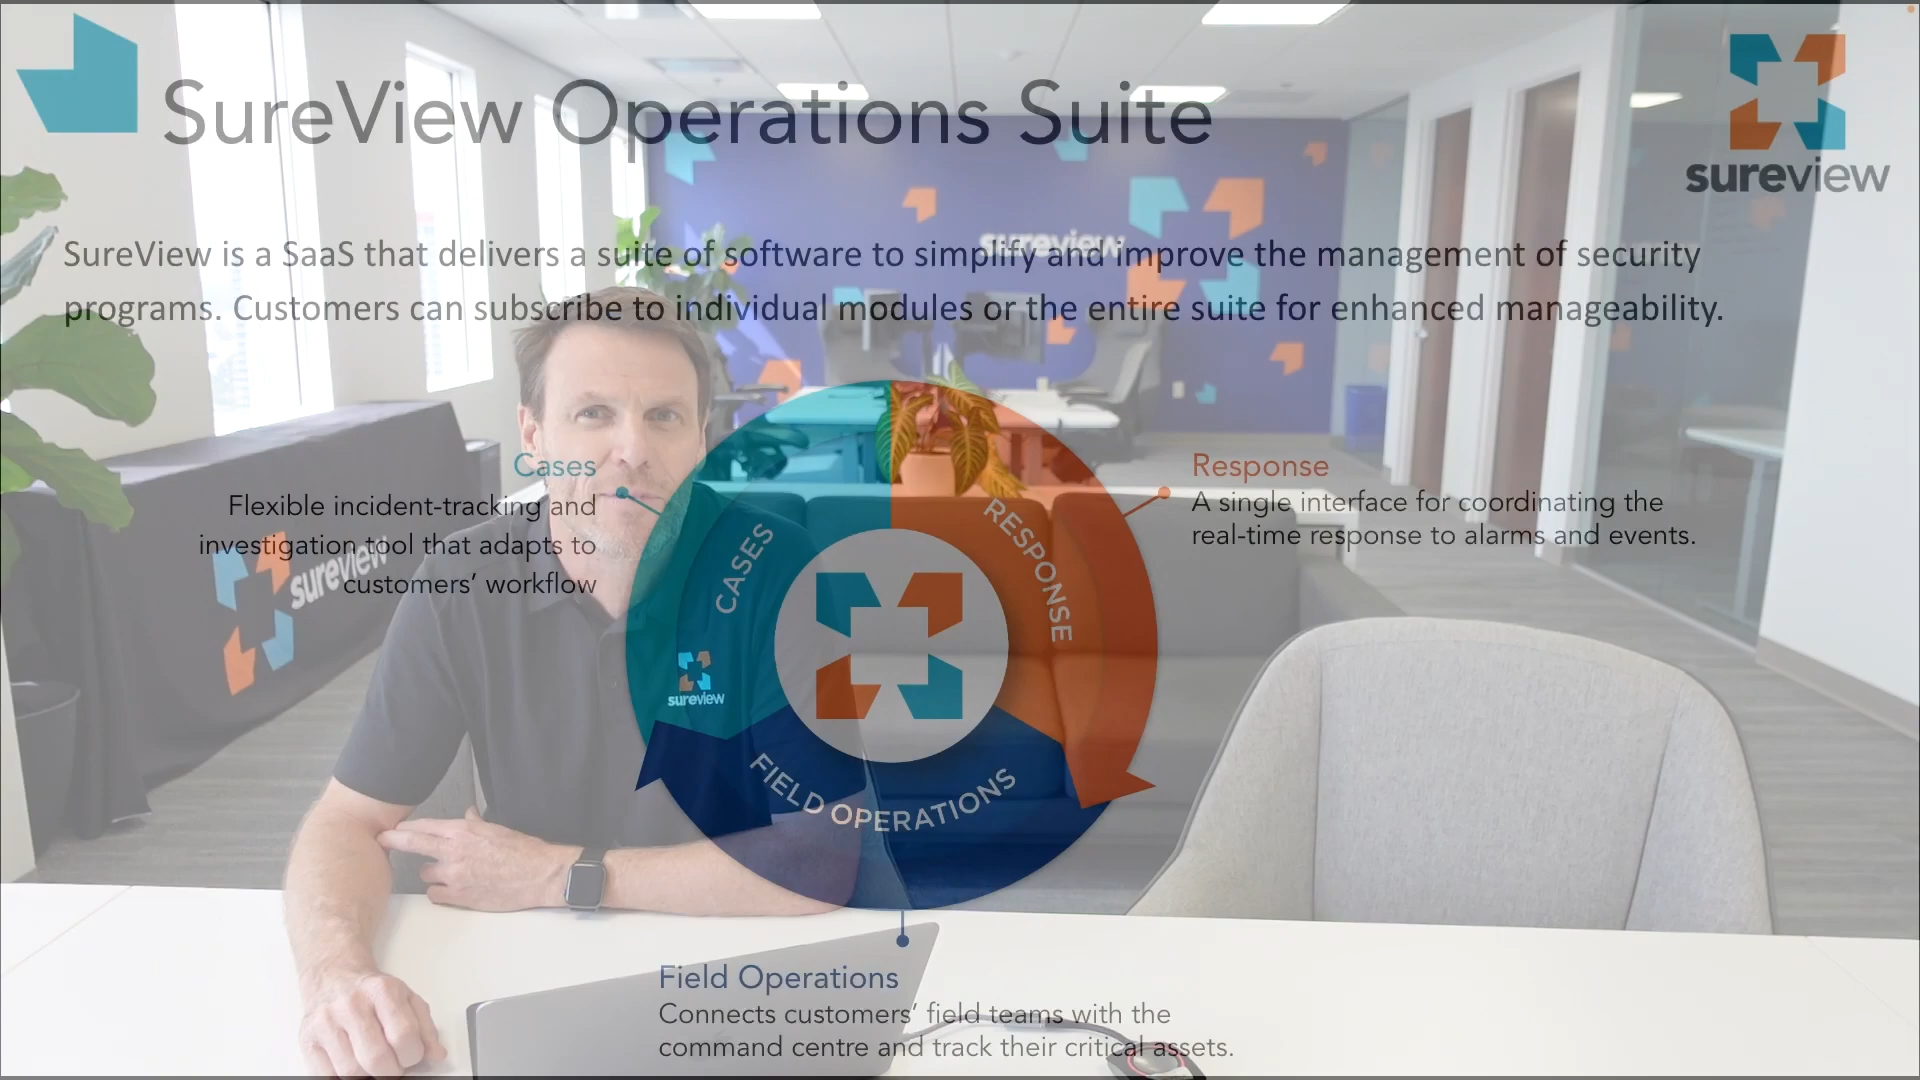 SureView Operations Suite
sureview
SureView is a SaaS that delivers a suite of software to simplify and improve the management of security
programs. Customers can subscribe to individual modules or the entire suite for enhanced manageability.
sureview
Cases
Flexible incident-tracking and
investigation tool that adapts to
customers’ workflow
Response
A single interface for coordinating the
real-time response to alarms and events.
sureview
CASES
RESPONSE
sureview
FIELD OPERATIONS
Field Operations
Connects customers’ field teams with the
command centre and track their critical assets.